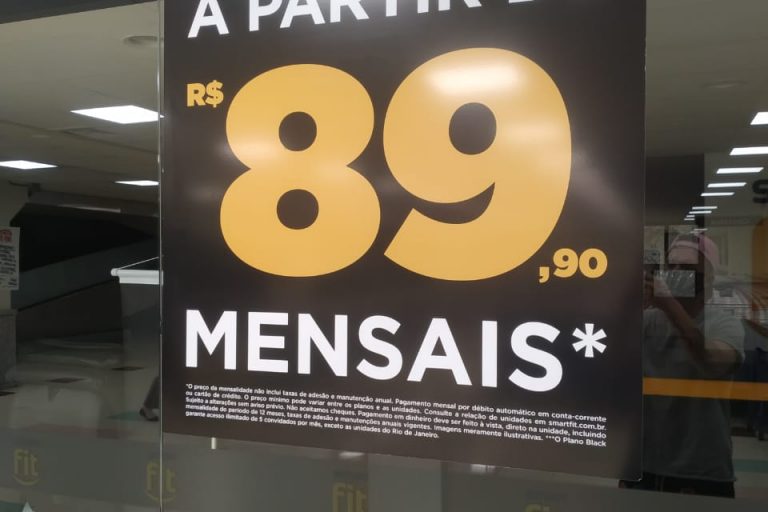 A PARTIR DE
R$ 89,90
MENSAIS*
*O preço da mensalidade não inclui taxas de adesão e manutenção anual. Pagamento mensal por débito automático em conta-corrente
ou cartão de crédito. O preço mínimo pode variar entre os planos e as unidades. Consulte a relação de unidades em smartfit.com.br.
Sujeito a alterações sem aviso prévio. Não aceitamos cheques. Pagamento em dinheiro deve ser feito à vista, direto na unidade, incluindo
mensalidade do período de 12 meses, taxas de adesão e manutenções anuais vigentes. Imagens meramente ilustrativas. ***O Plano Black
garante acesso ilimitado de 5 convidados por mês, exceto as unidades do Rio de Janeiro.
fit
fit
fit